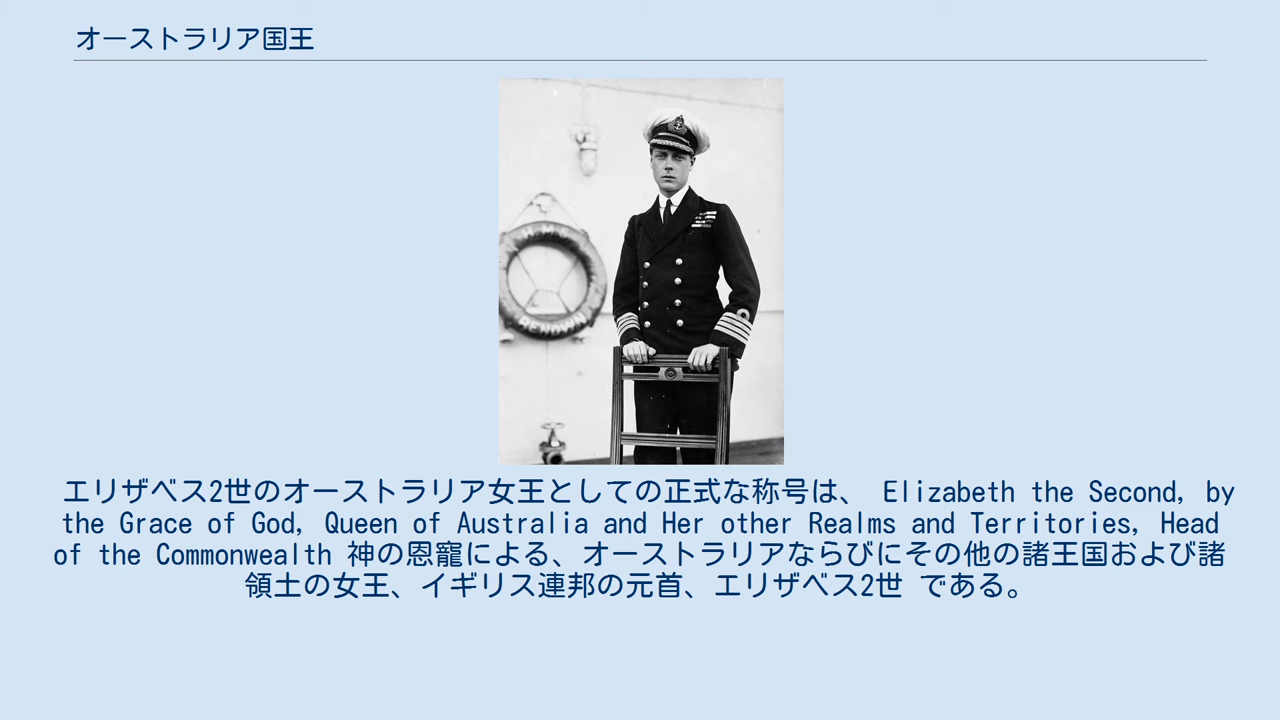 オーストラリア国王
RENOWN
エリザベス2世のオーストラリア女王としての正式な称号は、 Elizabeth the Second, by
the Grace of God, Queen of Australia and Her other Realms and Territories, Head
of the Commonwealth 神の恩寵による、オーストラリアならびにその他の諸王国および諸
領土の女王、イギリス連邦の元首、エリザベス2世 である。